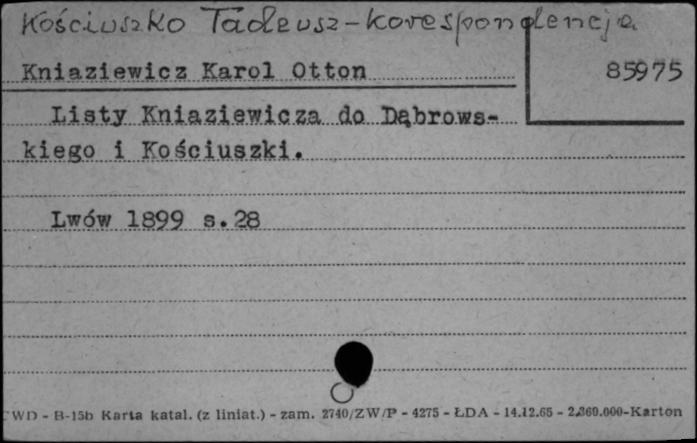 Kościuszko Tadeusz - korespondencja
Kniaziewicz Karol Otton
85975
Listy Kniaziewicza do Dąbrows-
kiego i Kościuszki.
Lwów 1899 s.28
WD - B-15b Karta katal. (z liniat.) - zam. 2740/ZW/P - 4275 - ŁDA - 14.12.65 - 2.360.000-Karton